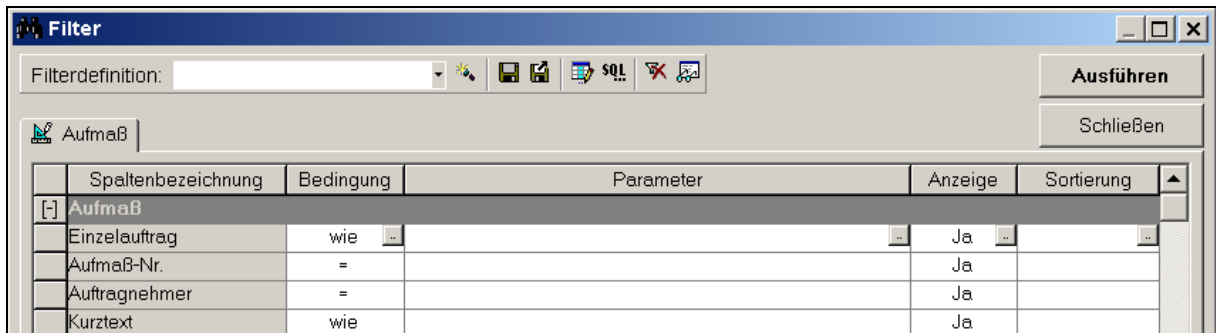 Filter
Filterdefinition:
SQL
Ausführen
Schließen
Aufmaß
Spaltenbezeichnung Bedingung Parameter Anzeige Sortierung
[-] Aufmaß
Einzelauftrag wie .. .. Ja .. ..
Aufmaß-Nr. = Ja
Auftragnehmer = Ja
Kurztext wie Ja